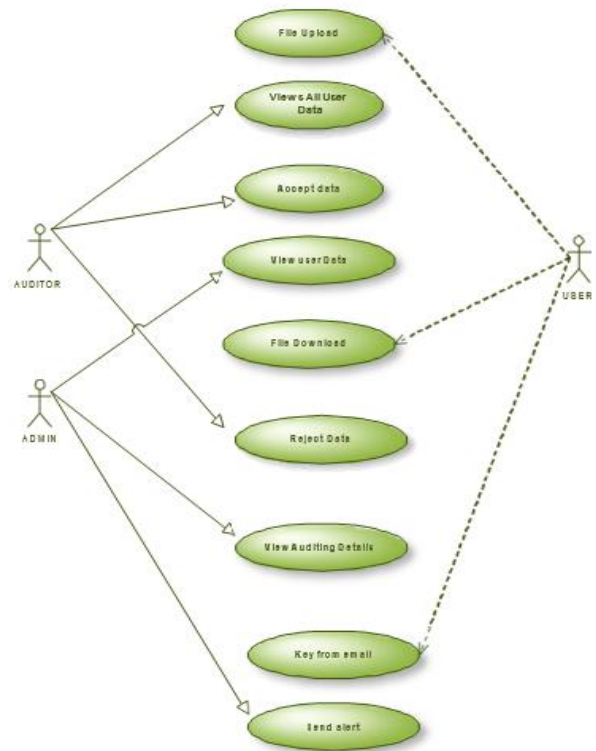 File Upload
Views All User
Data
Accept data
AUDITOR
View user Data
USER
File Download
ADMIN
Reject Data
View Auditing Details
Key from email
Send alert